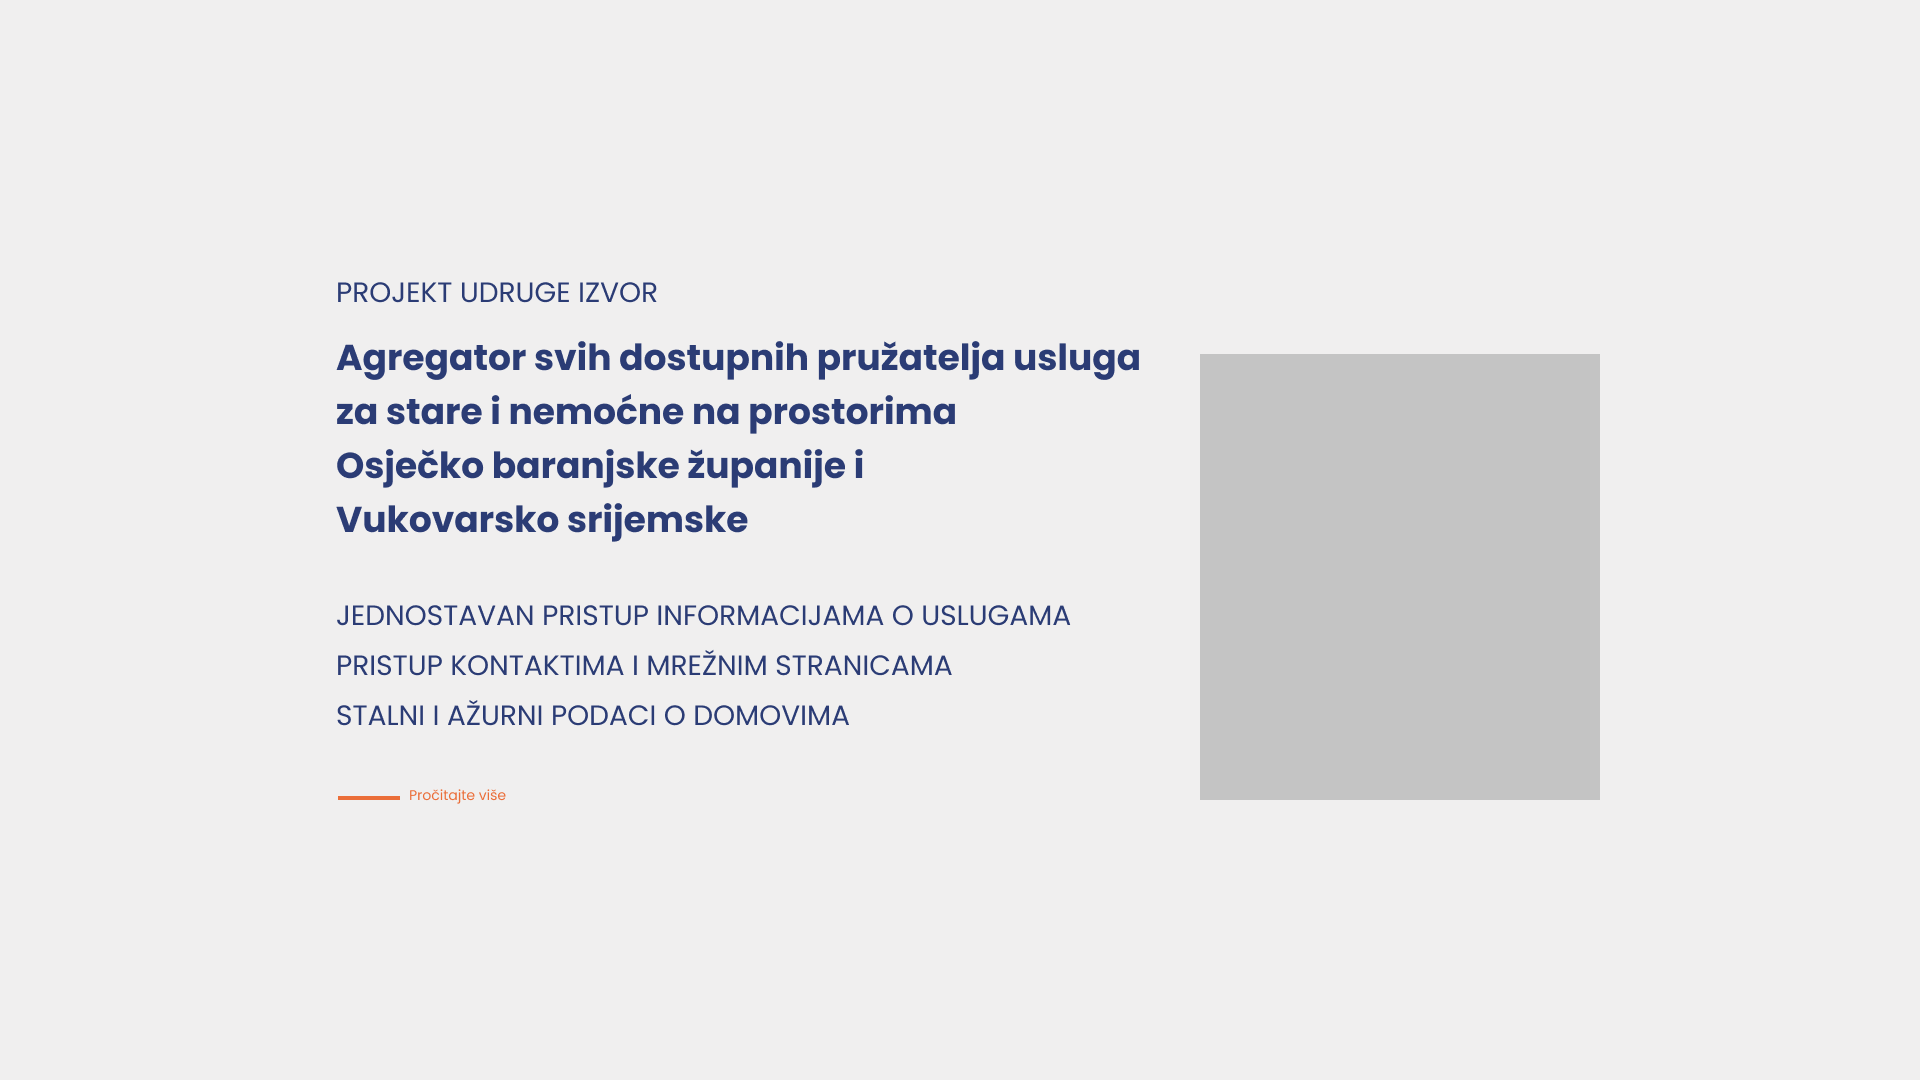 PROJEKT UDRUGE IZVOR
Agregator svih dostupnih pružatelja usluga
za stare i nemoćne na prostorima
Osječko baranjske županije i
Vukovarsko srijemske
JEDNOSTAVAN PRISTUP INFORMACIJAMA O USLUGAMA
PRISTUP KONTAKTIMA I MREŽNIM STRANICAMA
STALNI I AŽURNI PODACI O DOMOVIMA
Pročitajte više